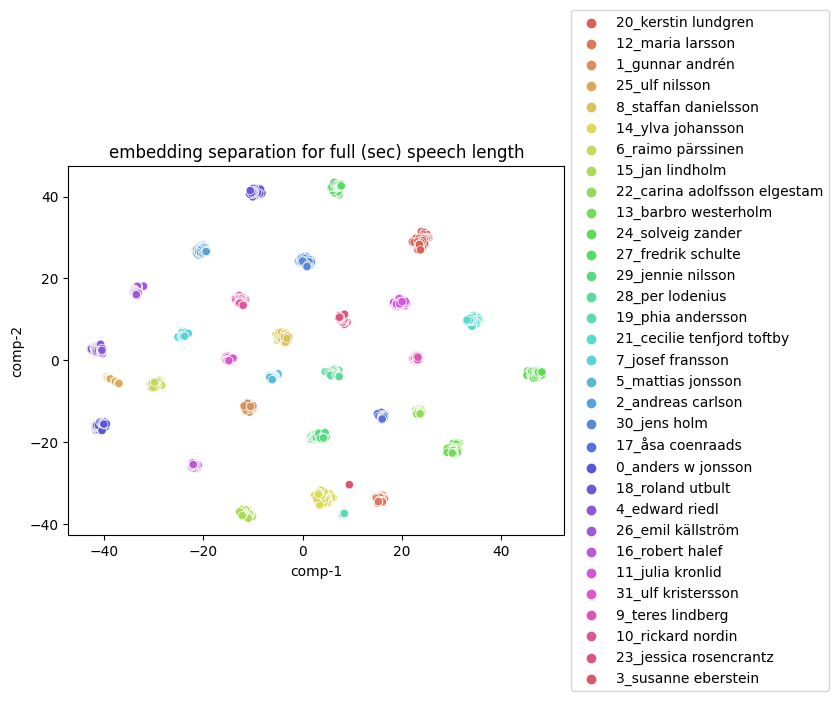 embedding separation for full (sec) speech length
40
20
0
−20
−40
comp-2
−40
−20
0
20
40
comp-1
20_kerstin lundgren
12_maria larsson
1_gunnar andrén
25_ulf nilsson
8_staffan danielsson
14_ylva johansson
6_raimo pärssinen
15_jan lindholm
22_carina adolfsson elgestam
13_barbro westerholm
24_solveig zander
27_fredrik schulte
29_jennie nilsson
28_per lodenius
19_phia andersson
21_cecilie tenfjord toftby
7_josef fransson
5_mattias jonsson
2_andreas carlson
30_jens holm
17_åsa coenraads
0_anders w jonsson
18_roland utbult
4_edward riedl
26_emil källström
16_robert halef
11_julia kronlid
31_ulf kristersson
9_teres lindberg
10_rickard nordin
23_jessica rosencrantz
3_susanne eberstein